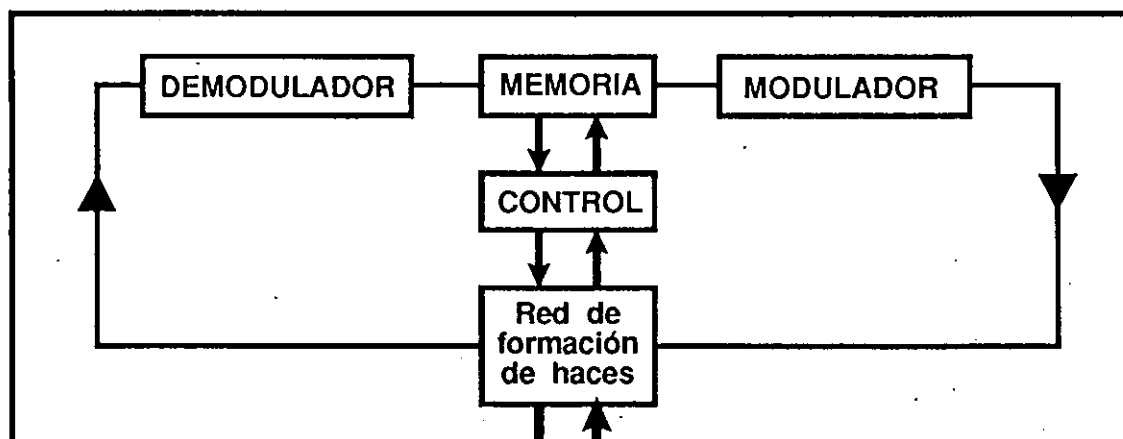 DEMODULADOR
MEMORIA
MODULADOR
CONTROL
Red de
formación
de haces